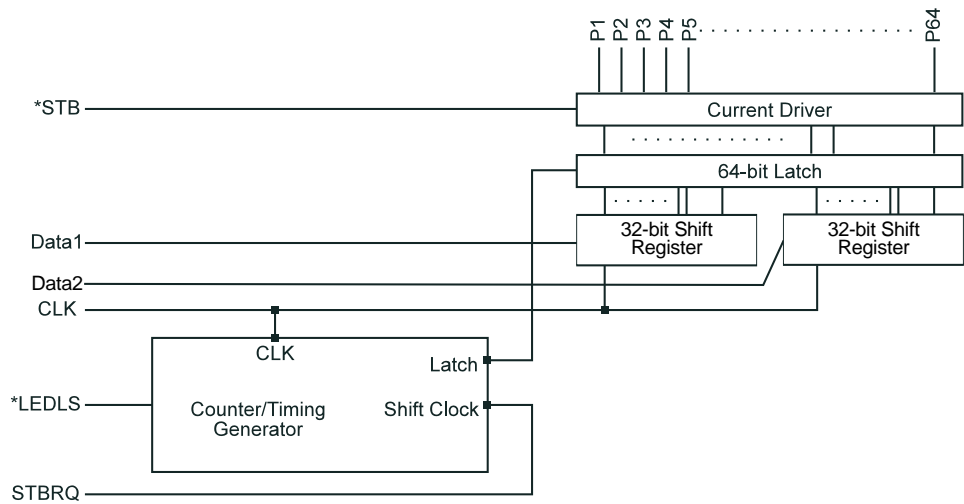 P1
P2
P3
P4
P5
P64
*STB
Current Driver
64-bit Latch
Data1
32-bit Shift
Register
32-bit Shift
Register
Data2
CLK
CLK
Latch
*LEDLS
Counter/Timing
Generator
Shift Clock
STBRQ